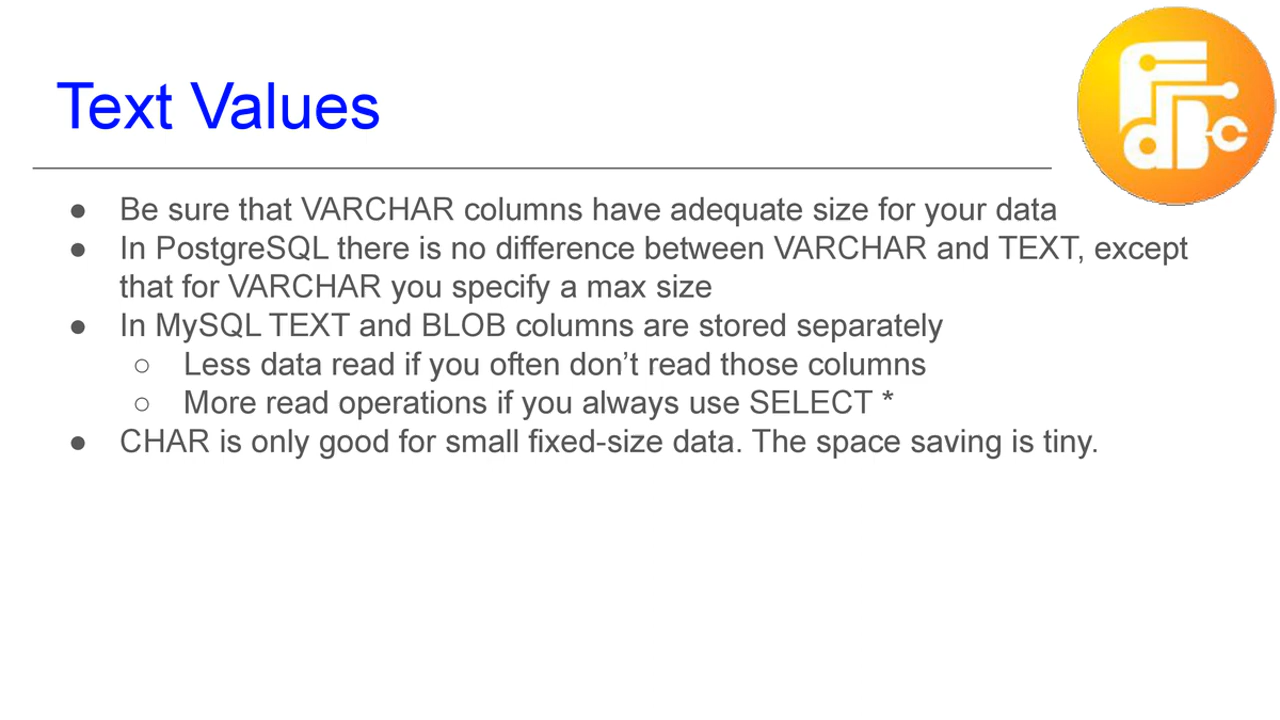 Text Values
● Be sure that VARCHAR columns have adequate size for your data
● In PostgreSQL there is no difference between VARCHAR and TEXT, except
that for VARCHAR you specify a max size
● In MySQL TEXT and BLOB columns are stored separately
○ Less data read if you often don’t read those columns
○ More read operations if you always use SELECT *
● CHAR is only good for small fixed-size data. The space saving is tiny.